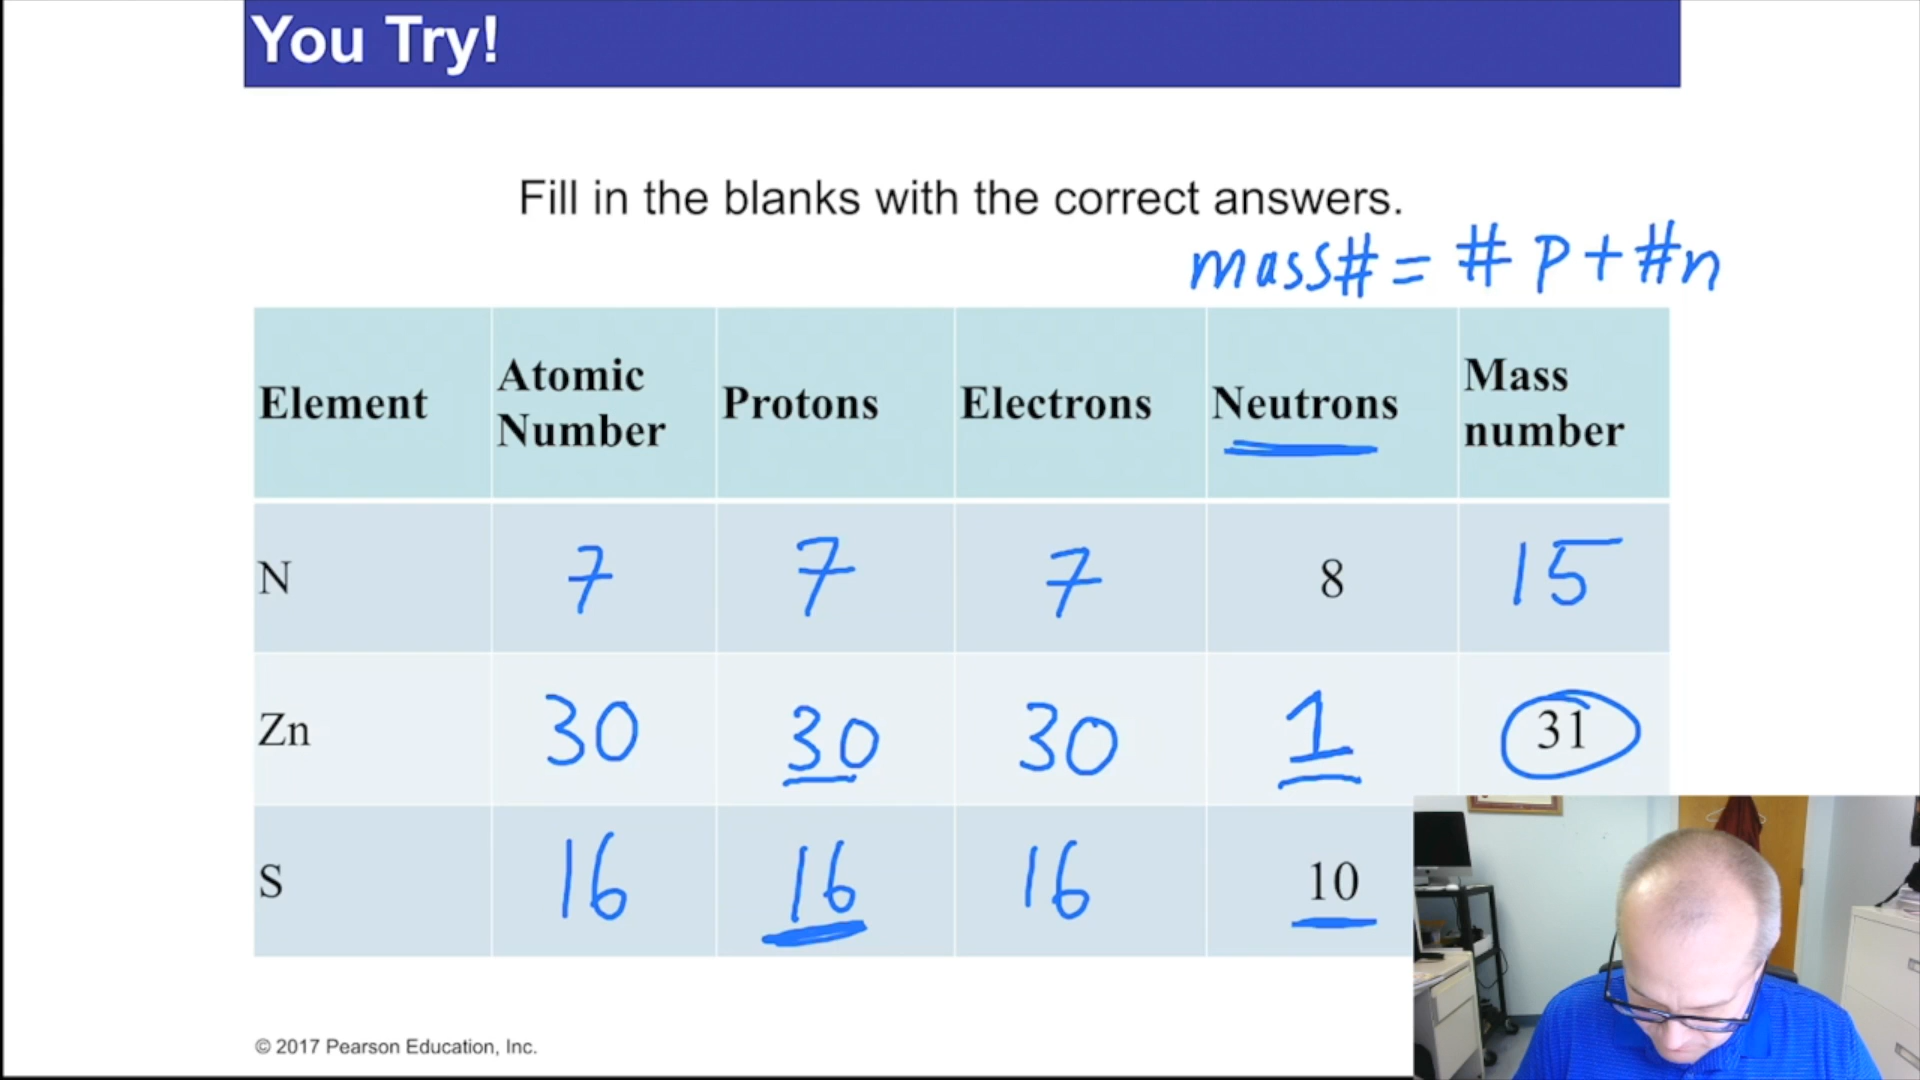 You Try!
Fill in the blanks with the correct answers.
mass# = # p + #n
Element Atomic Number Protons Electrons Neutrons Mass number
N 7 7 7 8 15
Zn 30 30 30 1 31
S 16 16 16 10
© 2017 Pearson Education, Inc.